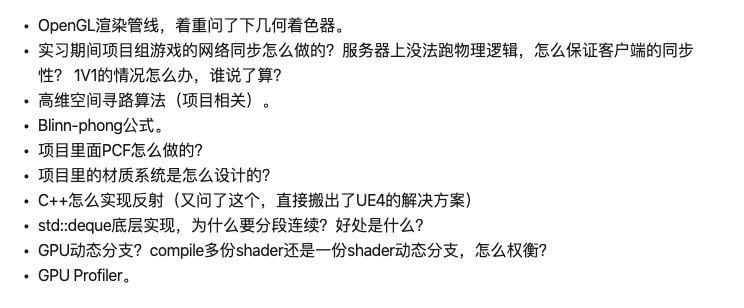 • OpenGL渲染管线，着重问了下几何着色器。
• 实习期间项目组游戏的网络同步怎么做的？服务器上没法跑物理逻辑，怎么保证客户端的同步
性？ 1V1的情况怎么办，谁说了算？
• 高维空间寻路算法（项目相关）。
• Blinn-phong公式。
• 项目里面PCF怎么做的？
• 项目里的材质系统是怎么设计的？
• C++怎么实现反射（又问了这个，直接搬出了UE4的解决方案）
• std::deque底层实现，为什么要分段连续？好处是什么？
• GPU动态分支？compile多份shader还是一份shader动态分支，怎么权衡？
• GPU Profiler。